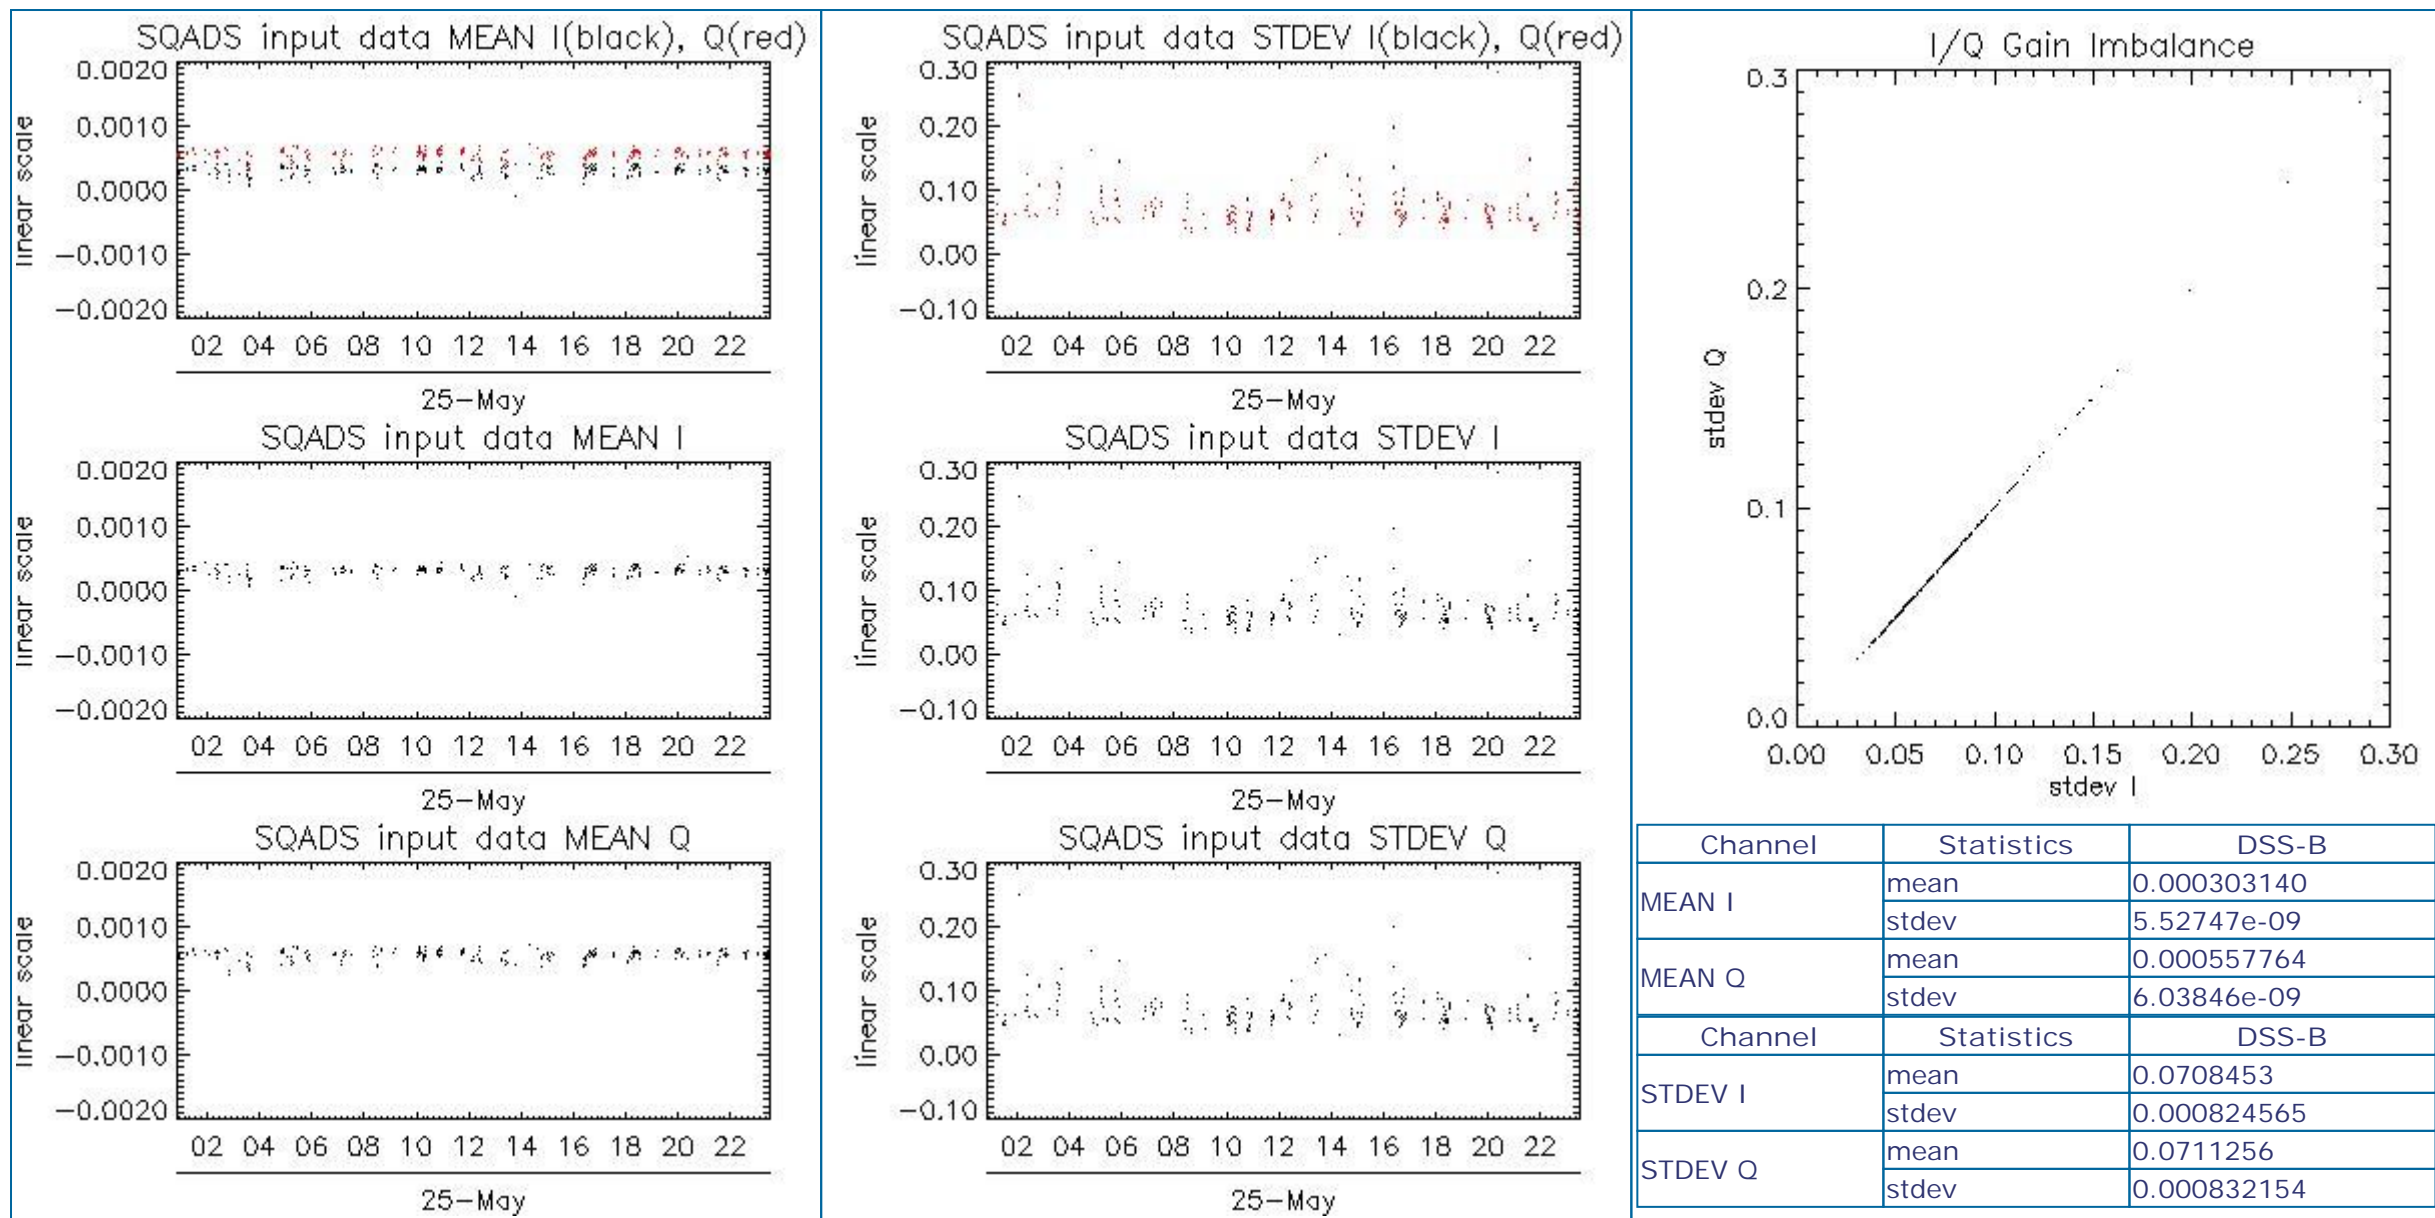 SQADS input data MEAN I(black), Q(red)
linear scale
0.0020
0.0010
0.0000
−0.0010
−0.0020
02 04 06 08 10 12 14 16 18 20 22
25−May
SQADS input data MEAN I
linear scale
0.0020
0.0010
0.0000
−0.0010
−0.0020
02 04 06 08 10 12 14 16 18 20 22
25−May
SQADS input data MEAN Q
linear scale
0.0020
0.0010
0.0000
−0.0010
−0.0020
02 04 06 08 10 12 14 16 18 20 22
25−May
SQADS input data STDEV I(black), Q(red)
linear scale
0.30
0.20
0.10
0.00
−0.10
02 04 06 08 10 12 14 16 18 20 22
25−May
SQADS input data STDEV I
linear scale
0.30
0.20
0.10
0.00
−0.10
02 04 06 08 10 12 14 16 18 20 22
25−May
SQADS input data STDEV Q
linear scale
0.30
0.20
0.10
0.00
−0.10
02 04 06 08 10 12 14 16 18 20 22
25−May
I/Q Gain Imbalance
stdev Q
0.3
0.2
0.1
0.0
0.00 0.05 0.10 0.15 0.20 0.25 0.30
stdev I
Channel Statistics DSS-B
MEAN I mean 0.000303140
stdev 5.52747e-09
MEAN Q mean 0.000557764
stdev 6.03846e-09
Channel Statistics DSS-B
STDEV I mean 0.0708453
stdev 0.000824565
STDEV Q mean 0.0711256
stdev 0.000832154